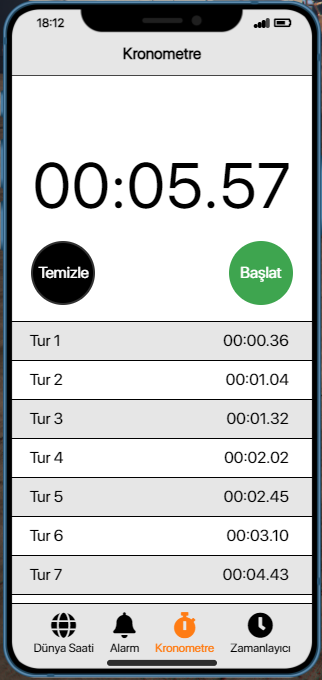 18:12
Kronometre
00:05.57
Temizle Başlat
Tur 1 00:00.36
Tur 2 00:01.04
Tur 3 00:01.32
Tur 4 00:02.02
Tur 5 00:02.45
Tur 6 00:03.10
Tur 7 00:04.43
Dünya Saati Alarm Kronometre Zamanlayıcı